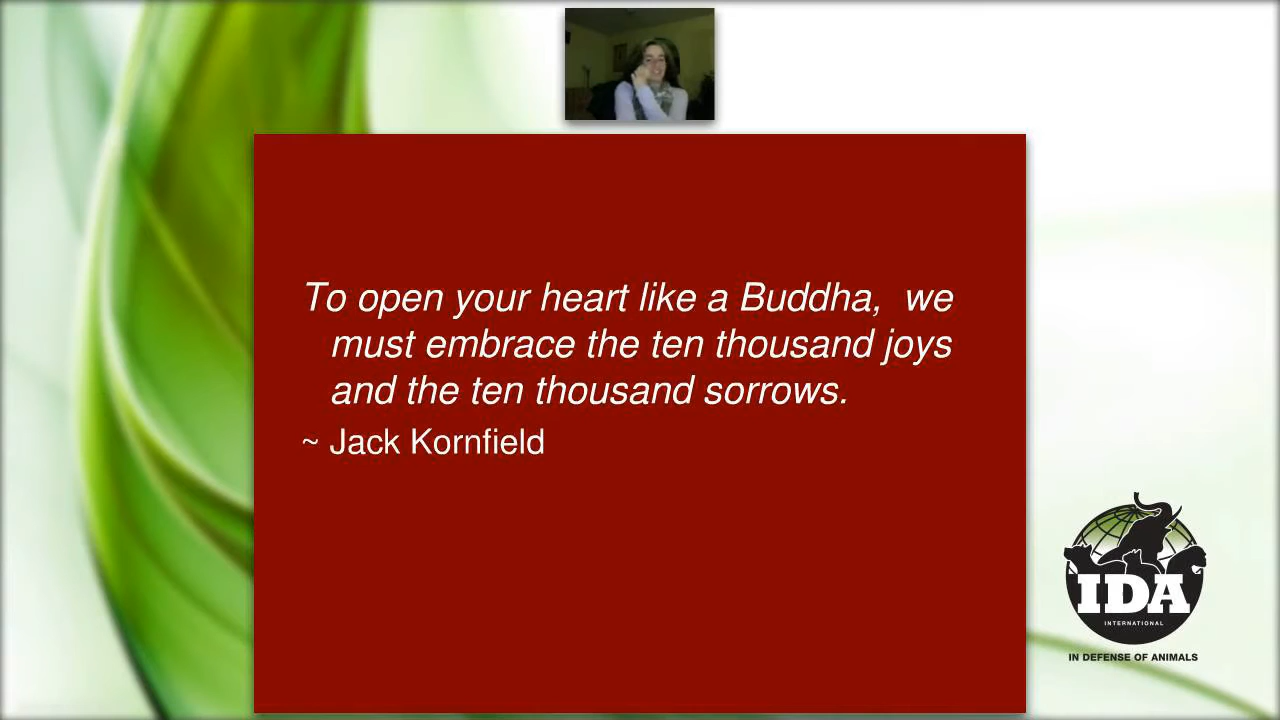 To open your heart like a Buddha,  we
must embrace the ten thousand joys
and the ten thousand sorrows.
~ Jack Kornfield
IDA
INTERNATIONAL
IN DEFENSE OF ANIMALS